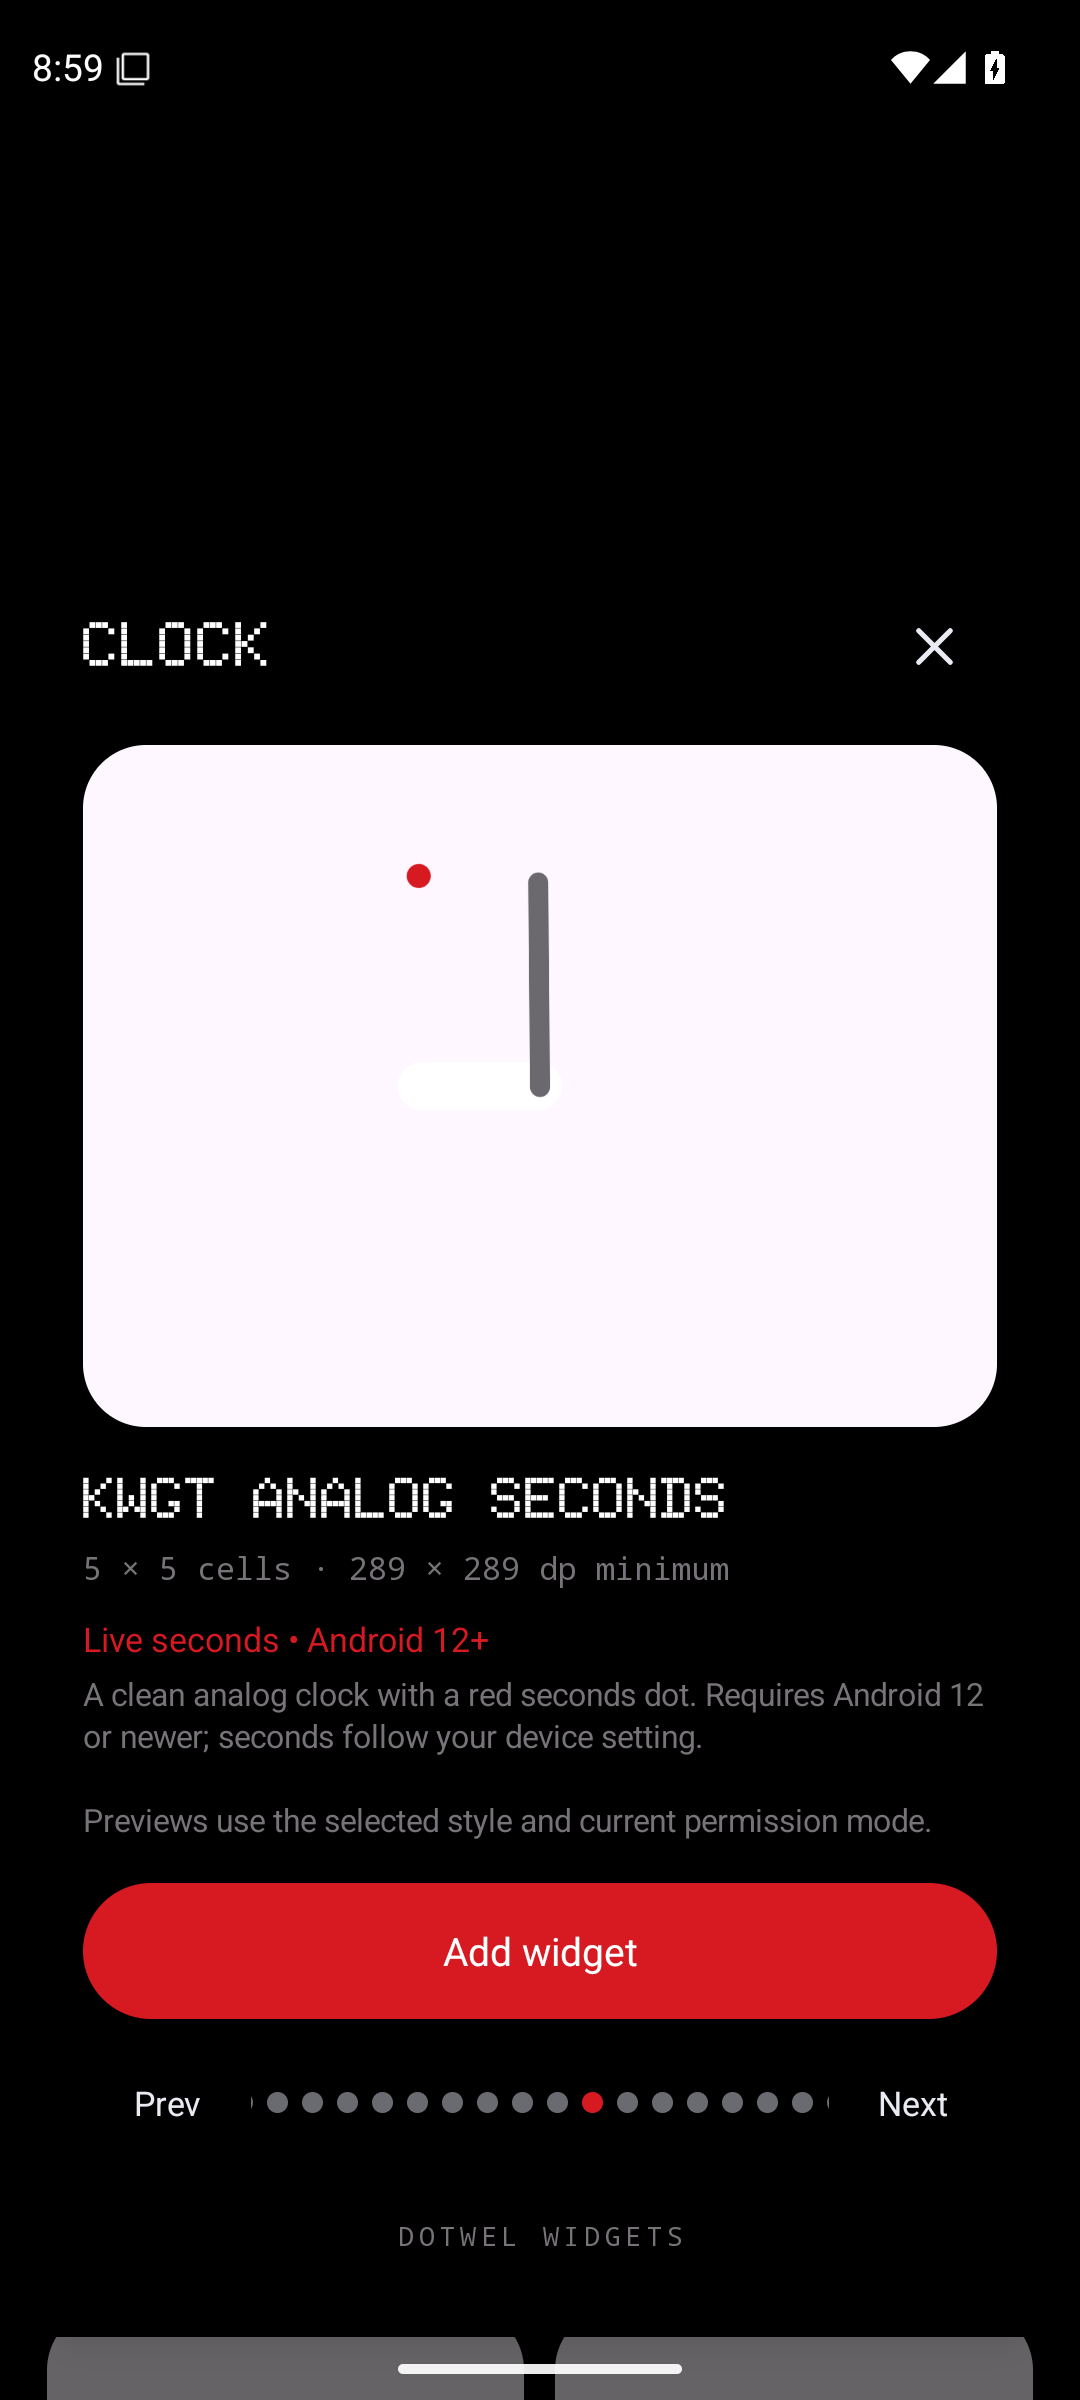 8:59
CLOCK
KWGT ANALOG SECONDS
5 × 5 cells · 289 × 289 dp minimum
Live seconds • Android 12+
A clean analog clock with a red seconds dot. Requires Android 12
or newer; seconds follow your device setting.
Previews use the selected style and current permission mode.
Add widget
Prev
Next
DOTWEL WIDGETS